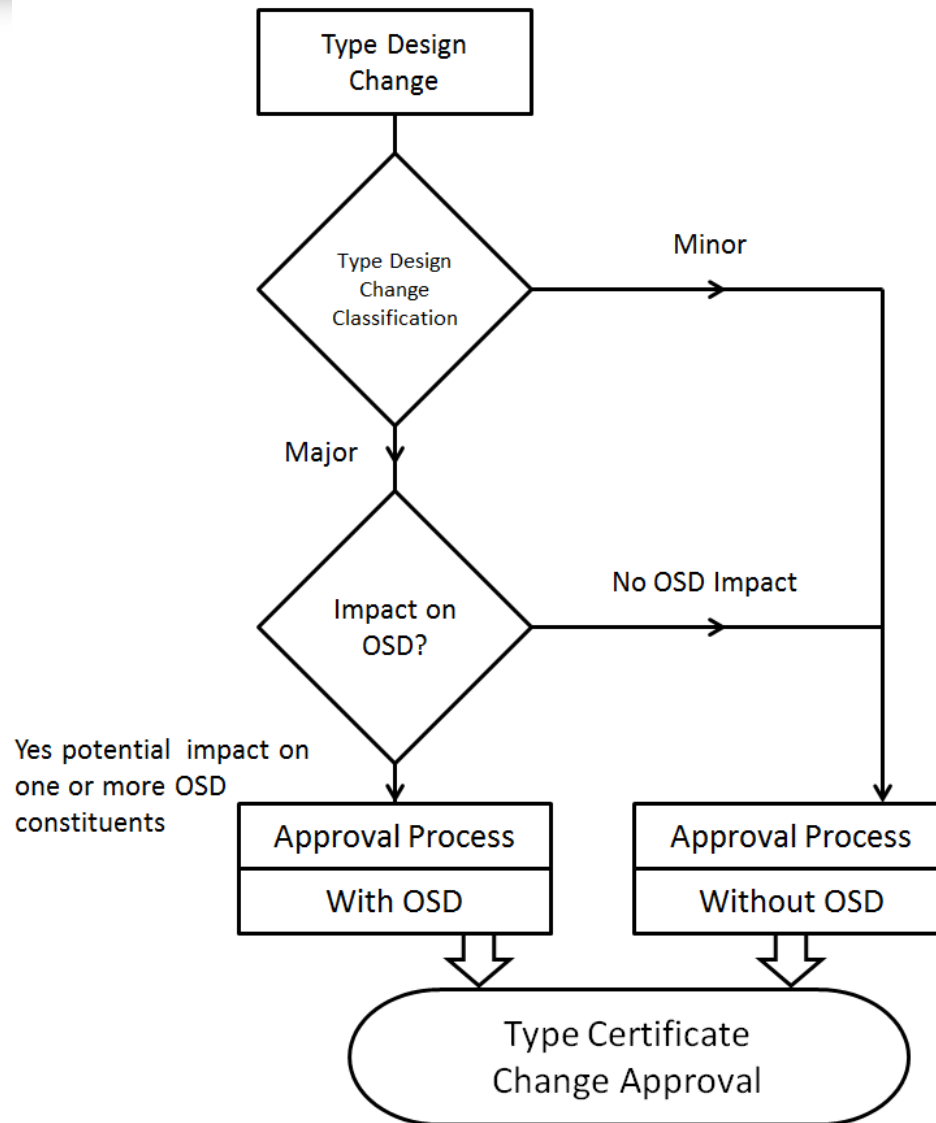 Type Design
Change
Type Design
Change
Classification
Minor
Major
Impact on
OSD?
No OSD Impact
Yes potential impact on
one or more OSD
constituents
Approval Process
With OSD
Approval Process
Without OSD
Type Certificate
Change Approval